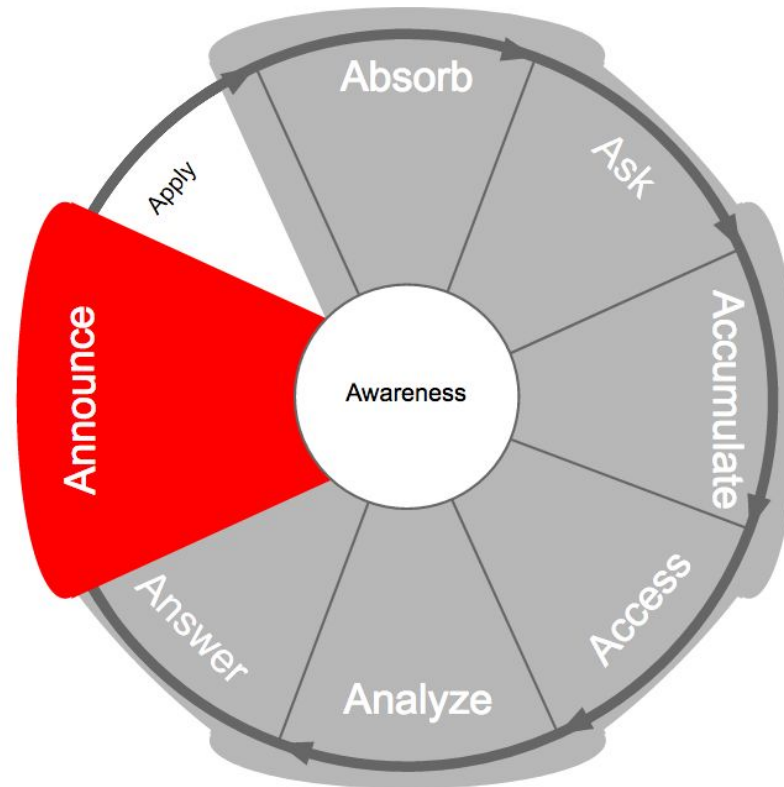 Absorb
Ask
Accumulate
Access
Analyze
Answer
Announce
Apply
Awareness